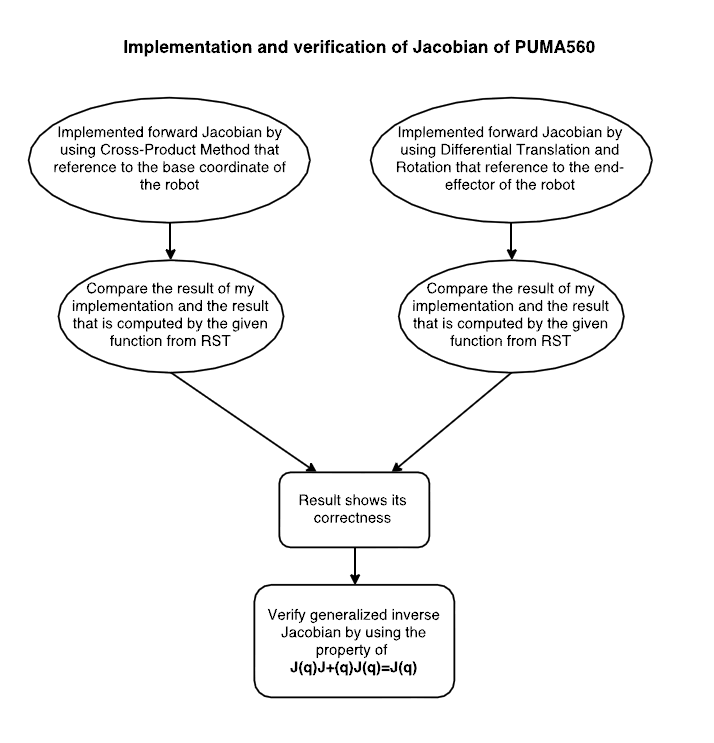 Implementation and verification of Jacobian of PUMA560
Implemented forward Jacobian by
using Cross-Product Method that
reference to the base coordinate of
the robot
Implemented forward Jacobian by
using Differential Translation and
Rotation that reference to the end-
effector of the robot
Compare the result of my
implementation and the result
that is computed by the given
function from RST
Compare the result of my
implementation and the result
that is computed by the given
function from RST
Result shows its
correctness
Verify generalized inverse
Jacobian by using the
property of
J(q)J+(q)J(q)=J(q)